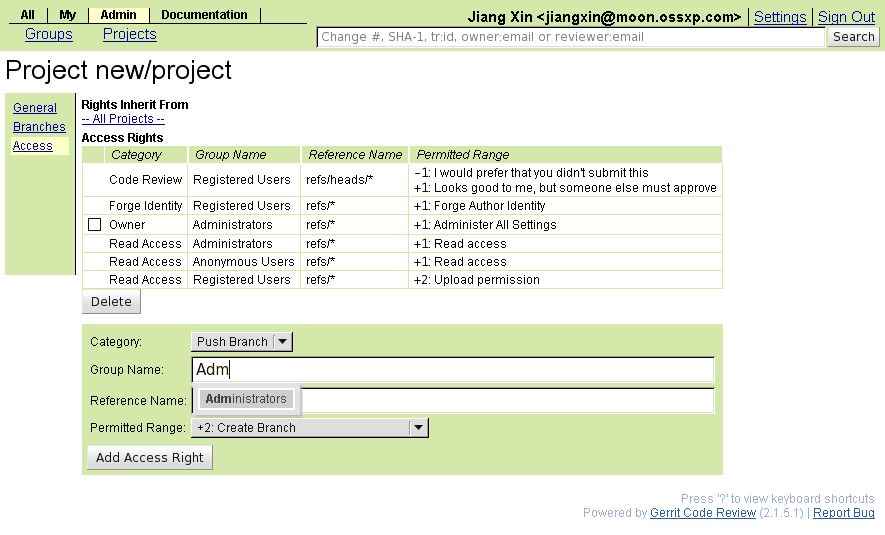 All My Admin Documentation
Jiang Xin <jiangxin@moon.ossxp.com> Settings Sign Out
Groups Projects
Change #, SHA-1, tr:id, owner:email or reviewer:email Search
Project new/project
General
Branches
Access
Rights Inherit From
-- All Projects --
Access Rights
Category Group Name Reference Name Permitted Range
Code Review Registered Users refs/heads/* -1: I would prefer that you didn't submit this
+1: Looks good to me, but someone else must approve
Forge Identity Registered Users refs/* +1: Forge Author Identity
Owner Administrators refs/* +1: Administer All Settings
Read Access Administrators refs/* +1: Read access
Read Access Anonymous Users refs/* +1: Read access
Read Access Registered Users refs/* +2: Upload permission
Delete
Category: Push Branch
Group Name: Adm
Administrators
Reference Name:
Permitted Range: +2: Create Branch
Add Access Right
Press '?' to view keyboard shortcuts
Powered by Gerrit Code Review (2.1.5.1) | Report Bug